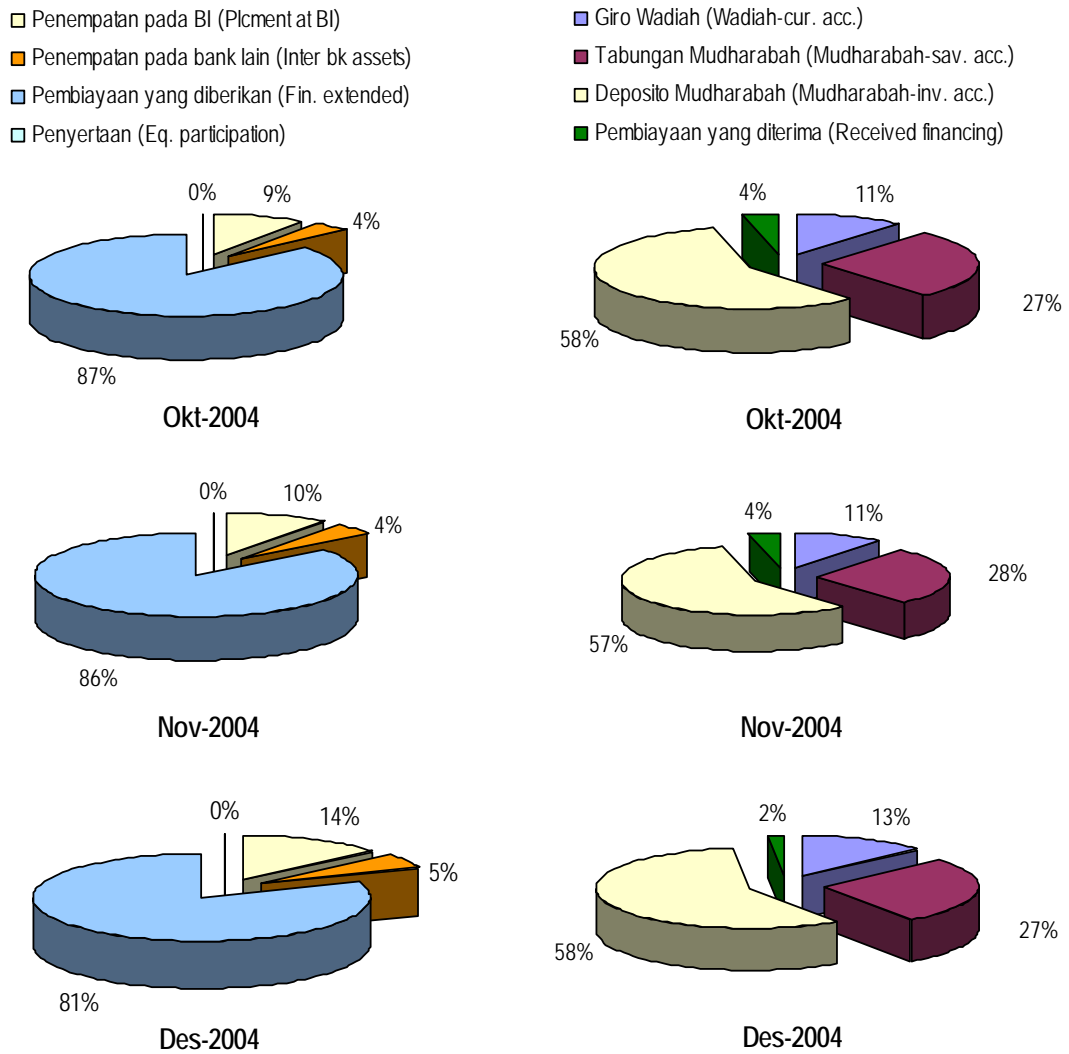 Penempatan pada BI (Plcment at BI)
Penempatan pada bank lain (Inter bk assets)
Pembiayaan yang diberikan (Fin. extended)
Penyertaan (Eq. participation)
Giro Wadiah (Wadiah-cur. acc.)
Tabungan Mudharabah (Mudharabah-sav. acc.)
Deposito Mudharabah (Mudharabah-inv. acc.)
Pembiayaan yang diterima (Received financing)
0%
9%
4%
87%
Okt-2004
4%
11%
27%
58%
Okt-2004
0%
10%
4%
86%
Nov-2004
4%
11%
28%
57%
Nov-2004
0%
14%
5%
81%
Des-2004
2%
13%
27%
58%
Des-2004